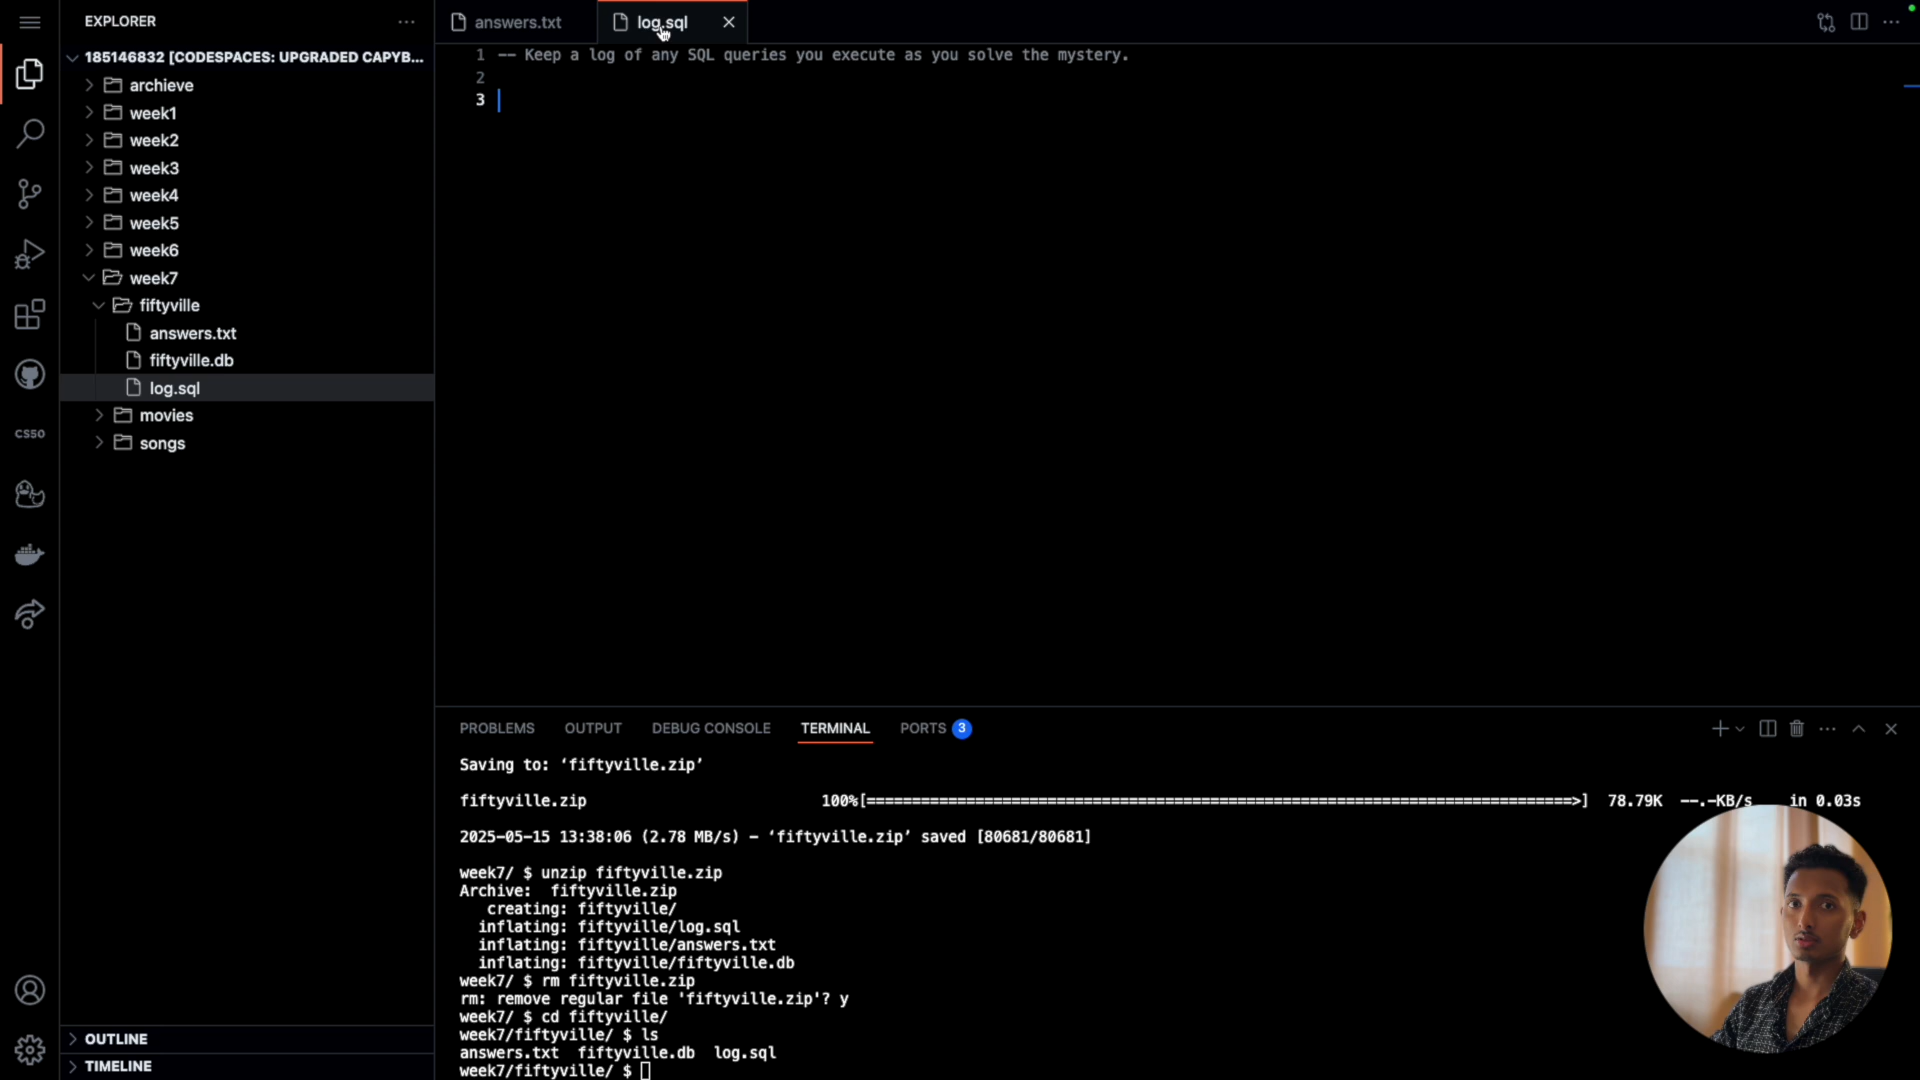 EXPLORER
185146832 [CODESPACES: UPGRADED CAPYB...
archieve
week1
week2
week3
week4
week5
week6
week7
fiftyville
answers.txt
fiftyville.db
log.sql
movies
songs
OUTLINE
TIMELINE
CS50
answers.txt
log.sql
1 -- Keep a log of any SQL queries you execute as you solve the mystery.
2
3
PROBLEMS OUTPUT DEBUG CONSOLE TERMINAL PORTS 3
Saving to: ‘fiftyville.zip’
fiftyville.zip 100%[==============================================================================>] 78.79K --.-KB/s in 0.03s
2025-05-15 13:38:06 (2.78 MB/s) - ‘fiftyville.zip’ saved [80681/80681]
week7/ $ unzip fiftyville.zip
Archive: fiftyville.zip
creating: fiftyville/
inflating: fiftyville/log.sql
inflating: fiftyville/answers.txt
inflating: fiftyville/fiftyville.db
week7/ $ rm fiftyville.zip
rm: remove regular file 'fiftyville.zip'? y
week7/ $ cd fiftyville/
week7/fiftyville/ $ ls
answers.txt fiftyville.db log.sql
week7/fiftyville/ $